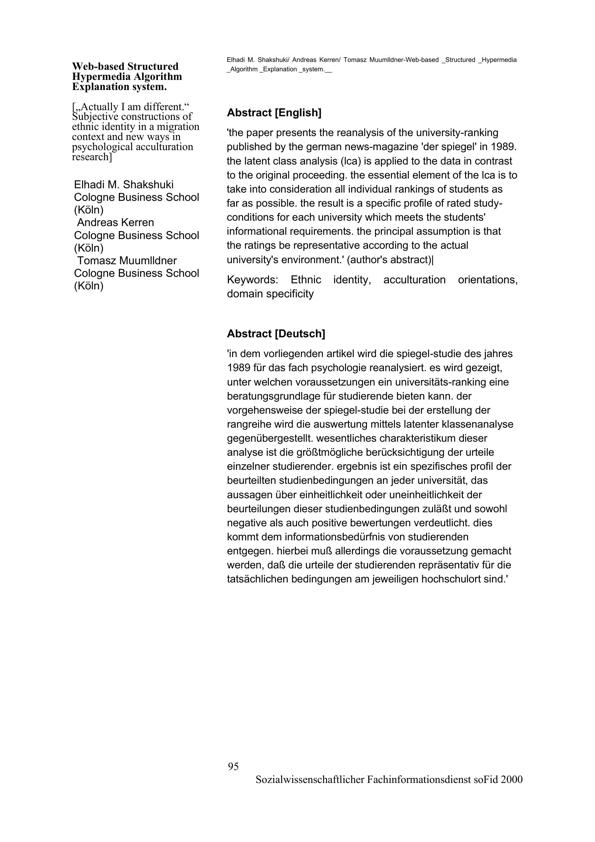 Elhadi M. Shakshuki/ Andreas Kerren/ Tomasz Muumlldner-Web-based _Structured _Hypermedia
_Algorithm _Explanation _system.__
Web-based Structured
Hypermedia Algorithm
Explanation system.
[„Actually I am different.“
Subjective constructions of
ethnic identity in a migration
context and new ways in
psychological acculturation
research]
Elhadi M. Shakshuki
Cologne Business School
(Köln)
Andreas Kerren
Cologne Business School
(Köln)
Tomasz Muumlldner
Cologne Business School
(Köln)
Abstract [English]
'the paper presents the reanalysis of the university-ranking
published by the german news-magazine 'der spiegel' in 1989.
the latent class analysis (lca) is applied to the data in contrast
to the original proceeding. the essential element of the lca is to
take into consideration all individual rankings of students as
far as possible. the result is a specific profile of rated study-
conditions for each university which meets the students'
informational requirements. the principal assumption is that
the ratings be representative according to the actual
university's environment.' (author's abstract)|
Keywords: Ethnic identity, acculturation orientations,
domain specificity
Abstract [Deutsch]
'in dem vorliegenden artikel wird die spiegel-studie des jahres
1989 für das fach psychologie reanalysiert. es wird gezeigt,
unter welchen voraussetzungen ein universitäts-ranking eine
beratungsgrundlage für studierende bieten kann. der
vorgehensweise der spiegel-studie bei der erstellung der
rangreihe wird die auswertung mittels latenter klassenanalyse
gegenübergestellt. wesentliches charakteristikum dieser
analyse ist die größtmögliche berücksichtigung der urteile
einzelner studierender. ergebnis ist ein spezifisches profil der
beurteilten studienbedingungen an jeder universität, das
aussagen über einheitlichkeit oder uneinheitlichkeit der
beurteilungen dieser studienbedingungen zuläßt und sowohl
negative als auch positive bewertungen verdeutlicht. dies
kommt dem informationsbedürfnis von studierenden
entgegen. hierbei muß allerdings die voraussetzung gemacht
werden, daß die urteile der studierenden repräsentativ für die
tatsächlichen bedingungen am jeweiligen hochschulort sind.'
95
Sozialwissenschaftlicher Fachinformationsdienst soFid 2000